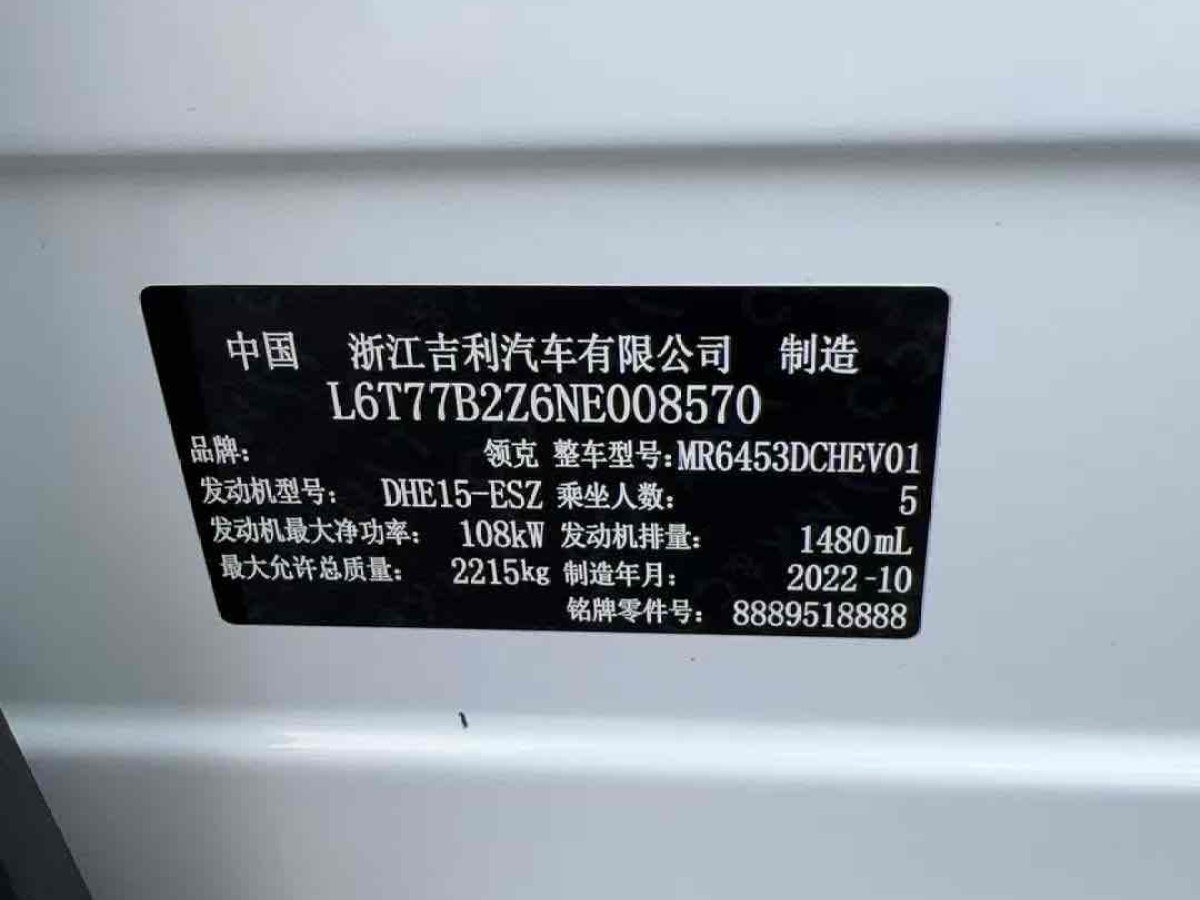 中国 浙江吉利汽车有限公司 制造
L6T77B2Z6NE008570
品牌: 领克 整车型号:MR6453DCHEV01
发动机型号: DHE15-ESZ 乘坐人数: 5
发动机最大净功率: 108kW 发动机排量: 1480mL
最大允许总质量: 2215kg 制造年月: 2022-10
铭牌零件号: 8889518888